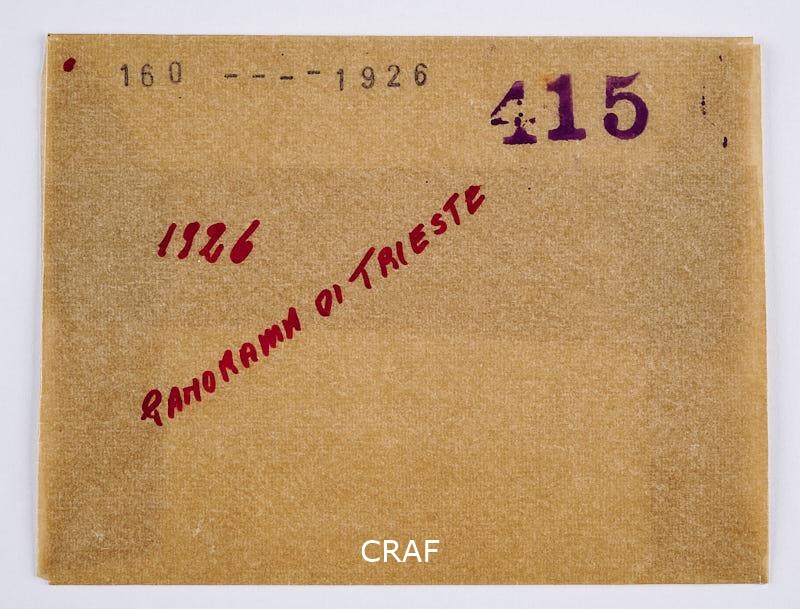 160 ----1926
415
1926
PANORAMA DI TRIESTE
CRAF